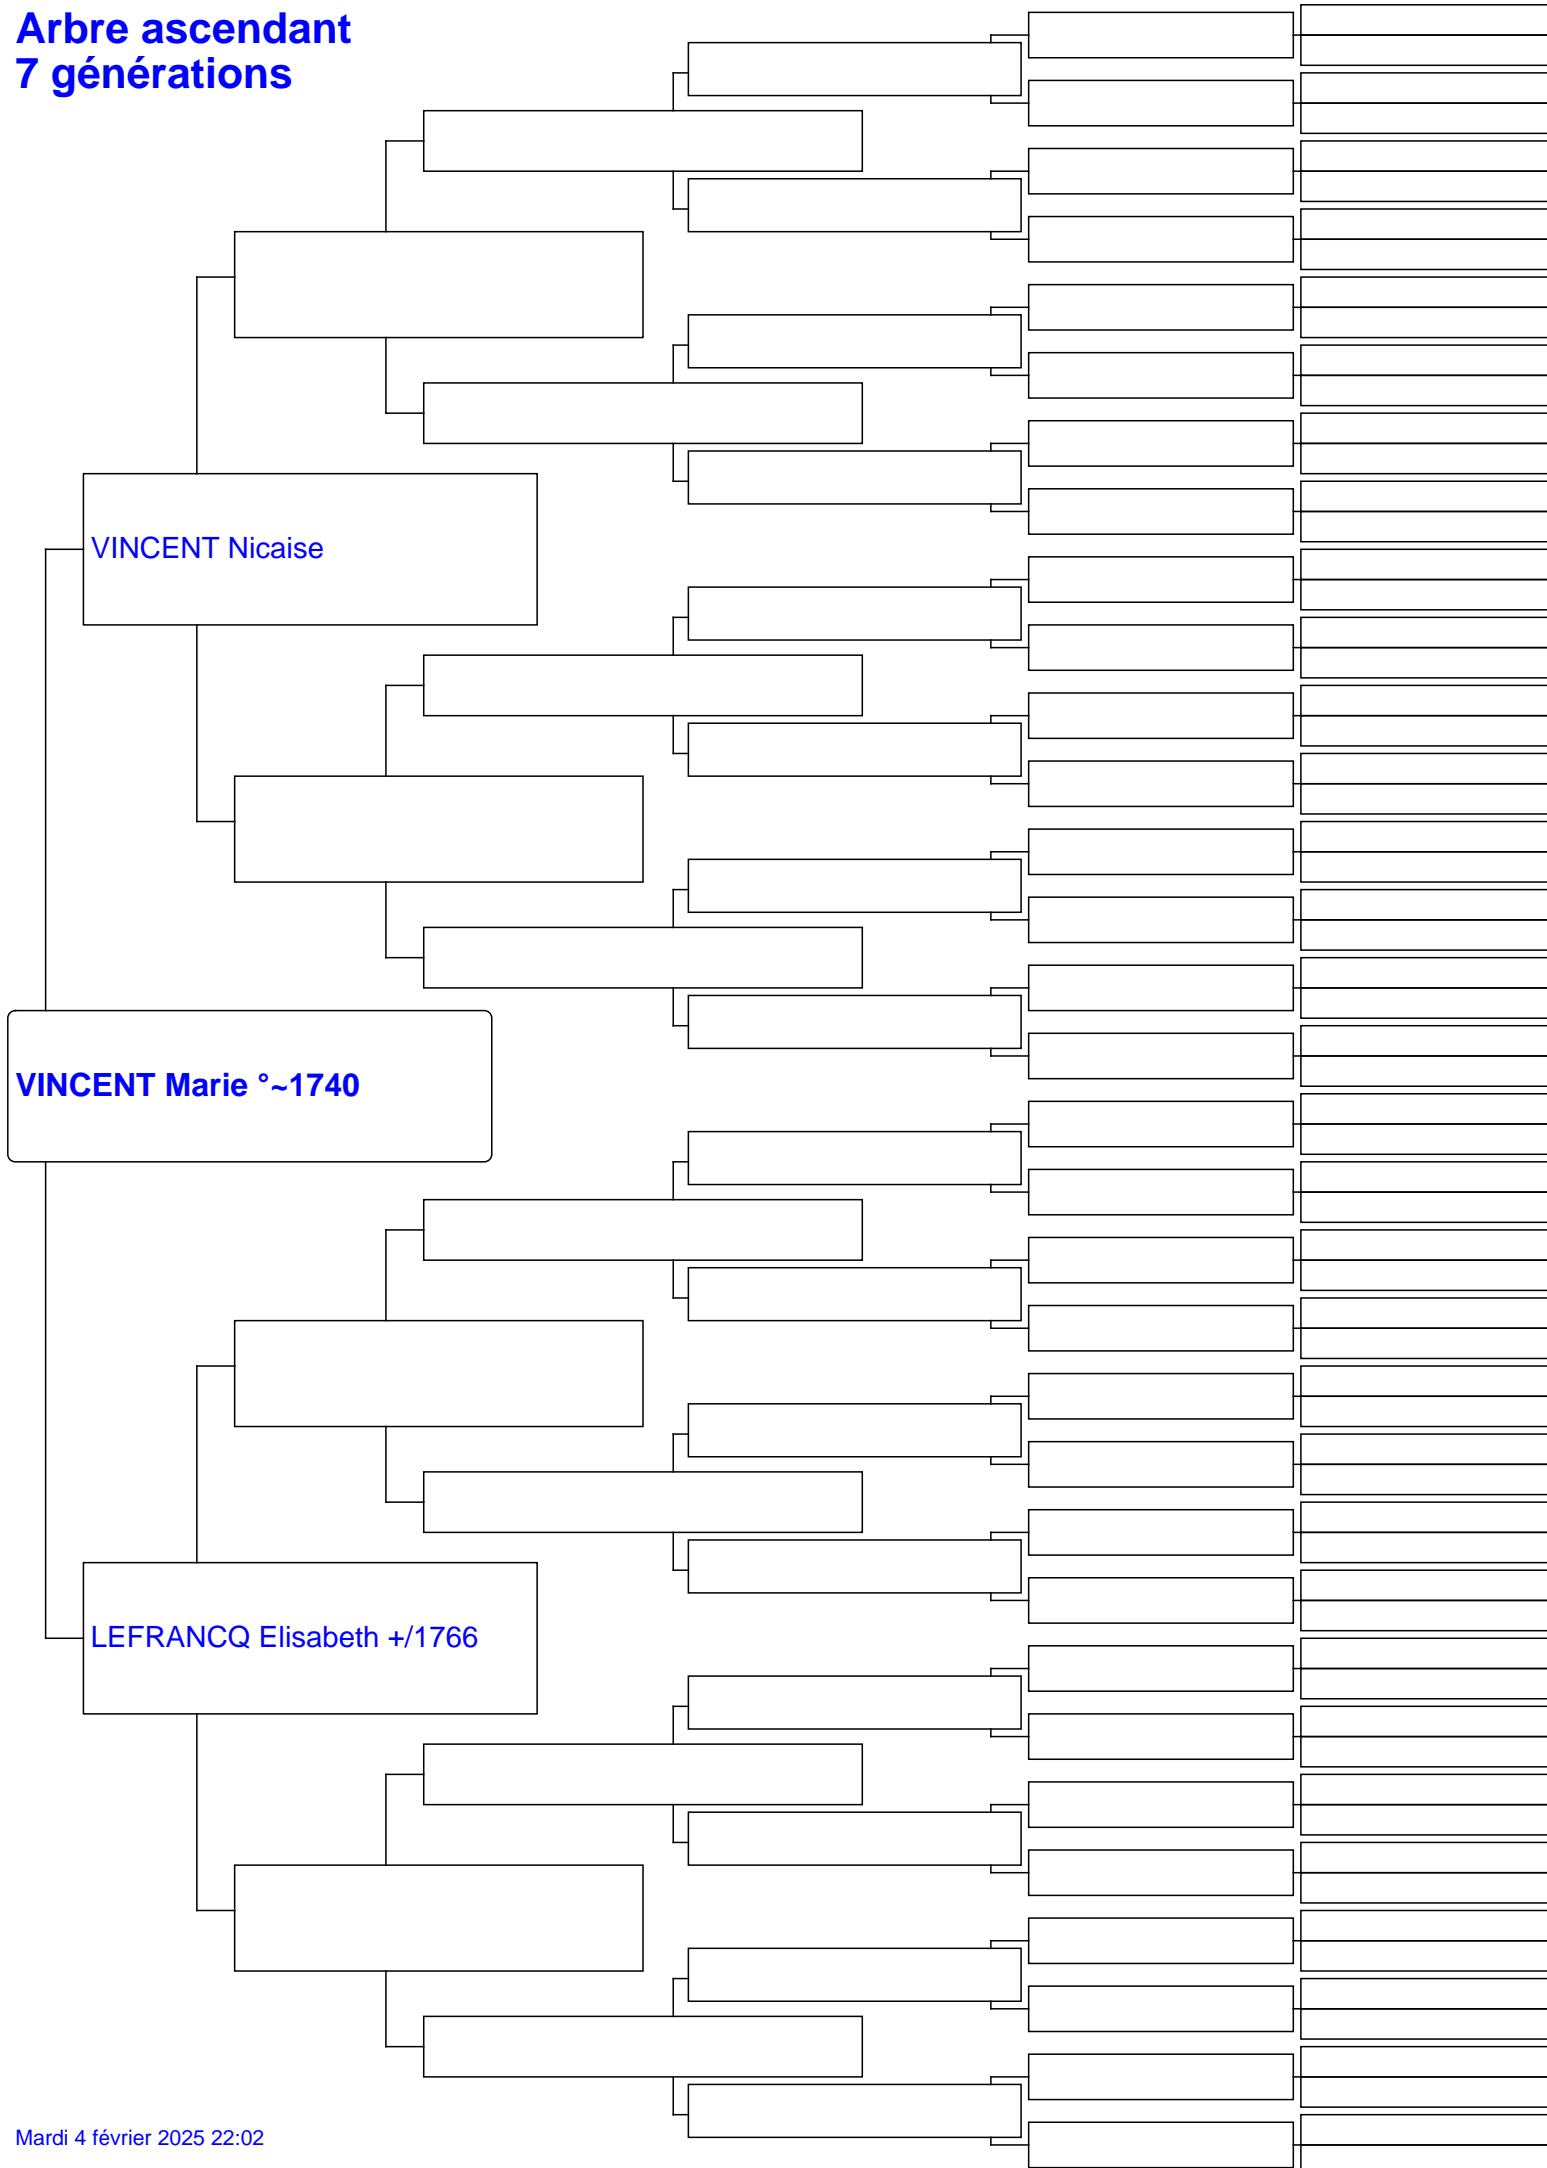 Arbre ascendant
7 générations
VINCENT Nicaise
VINCENT Marie °~1740
LEFRANCQ Elisabeth +/1766
Mardi 4 février 2025 22:02